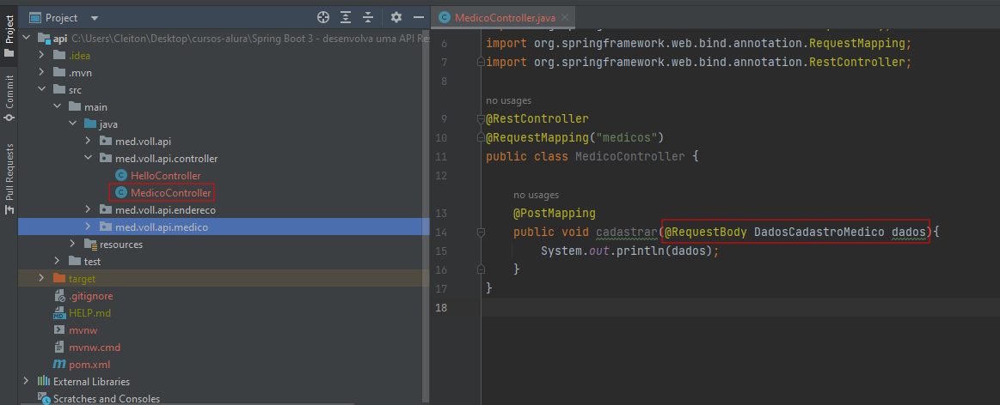 Project
Commit
Pull Requests
Project
api C:\Users\Cleiton\Desktop\cursos-alura\Spring Boot 3 - desenvolva uma API Res
.idea
.mvn
src
main
java
med.voll.api
med.voll.api.controller
HelloController
MedicoController
med.voll.api.endereco
med.voll.api.medico
resources
test
target
.gitignore
HELP.md
mvnw
mvnw.cmd
pom.xml
External Libraries
Scratches and Consoles
MedicoController.java
6 import org.springframework.web.bind.annotation.RequestMapping;
7 import org.springframework.web.bind.annotation.RestController;
8
no usages
9 @RestController
10 @RequestMapping("medicos")
11 public class MedicoController {
12
no usages
13 @PostMapping
14 public void cadastrar(@RequestBody DadosCadastroMedico dados){
15 System.out.println(dados);
16 }
17 }
18